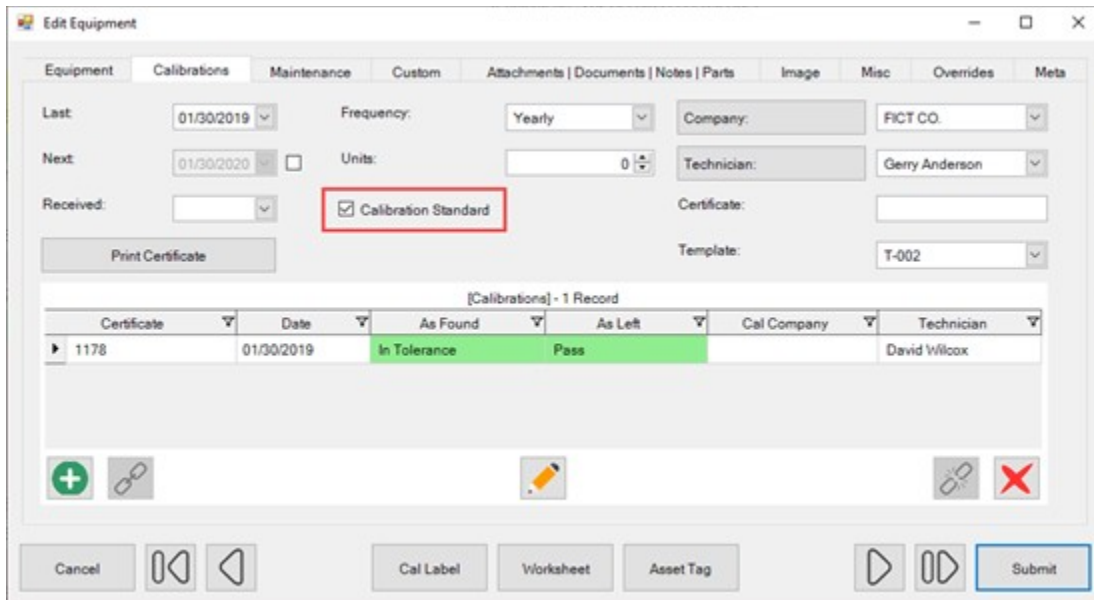 Edit Equipment
Equipment Calibrations Maintenance Custom Attachments | Documents | Notes | Parts Image Misc Overrides Meta
Last: 01/30/2019 Frequency: Yearly Company: FICT CO.
Next: 01/30/2020 Units: 0 Technician: Gerry Anderson
Received: Calibration Standard Certificate:
Print Certificate Template: T-002
[Calibrations] - 1 Record
Certificate Date As Found As Left Cal Company Technician
1178 01/30/2019 In Tolerance Pass David Wilcox
Cancel Cal Label Worksheet Asset Tag Submit